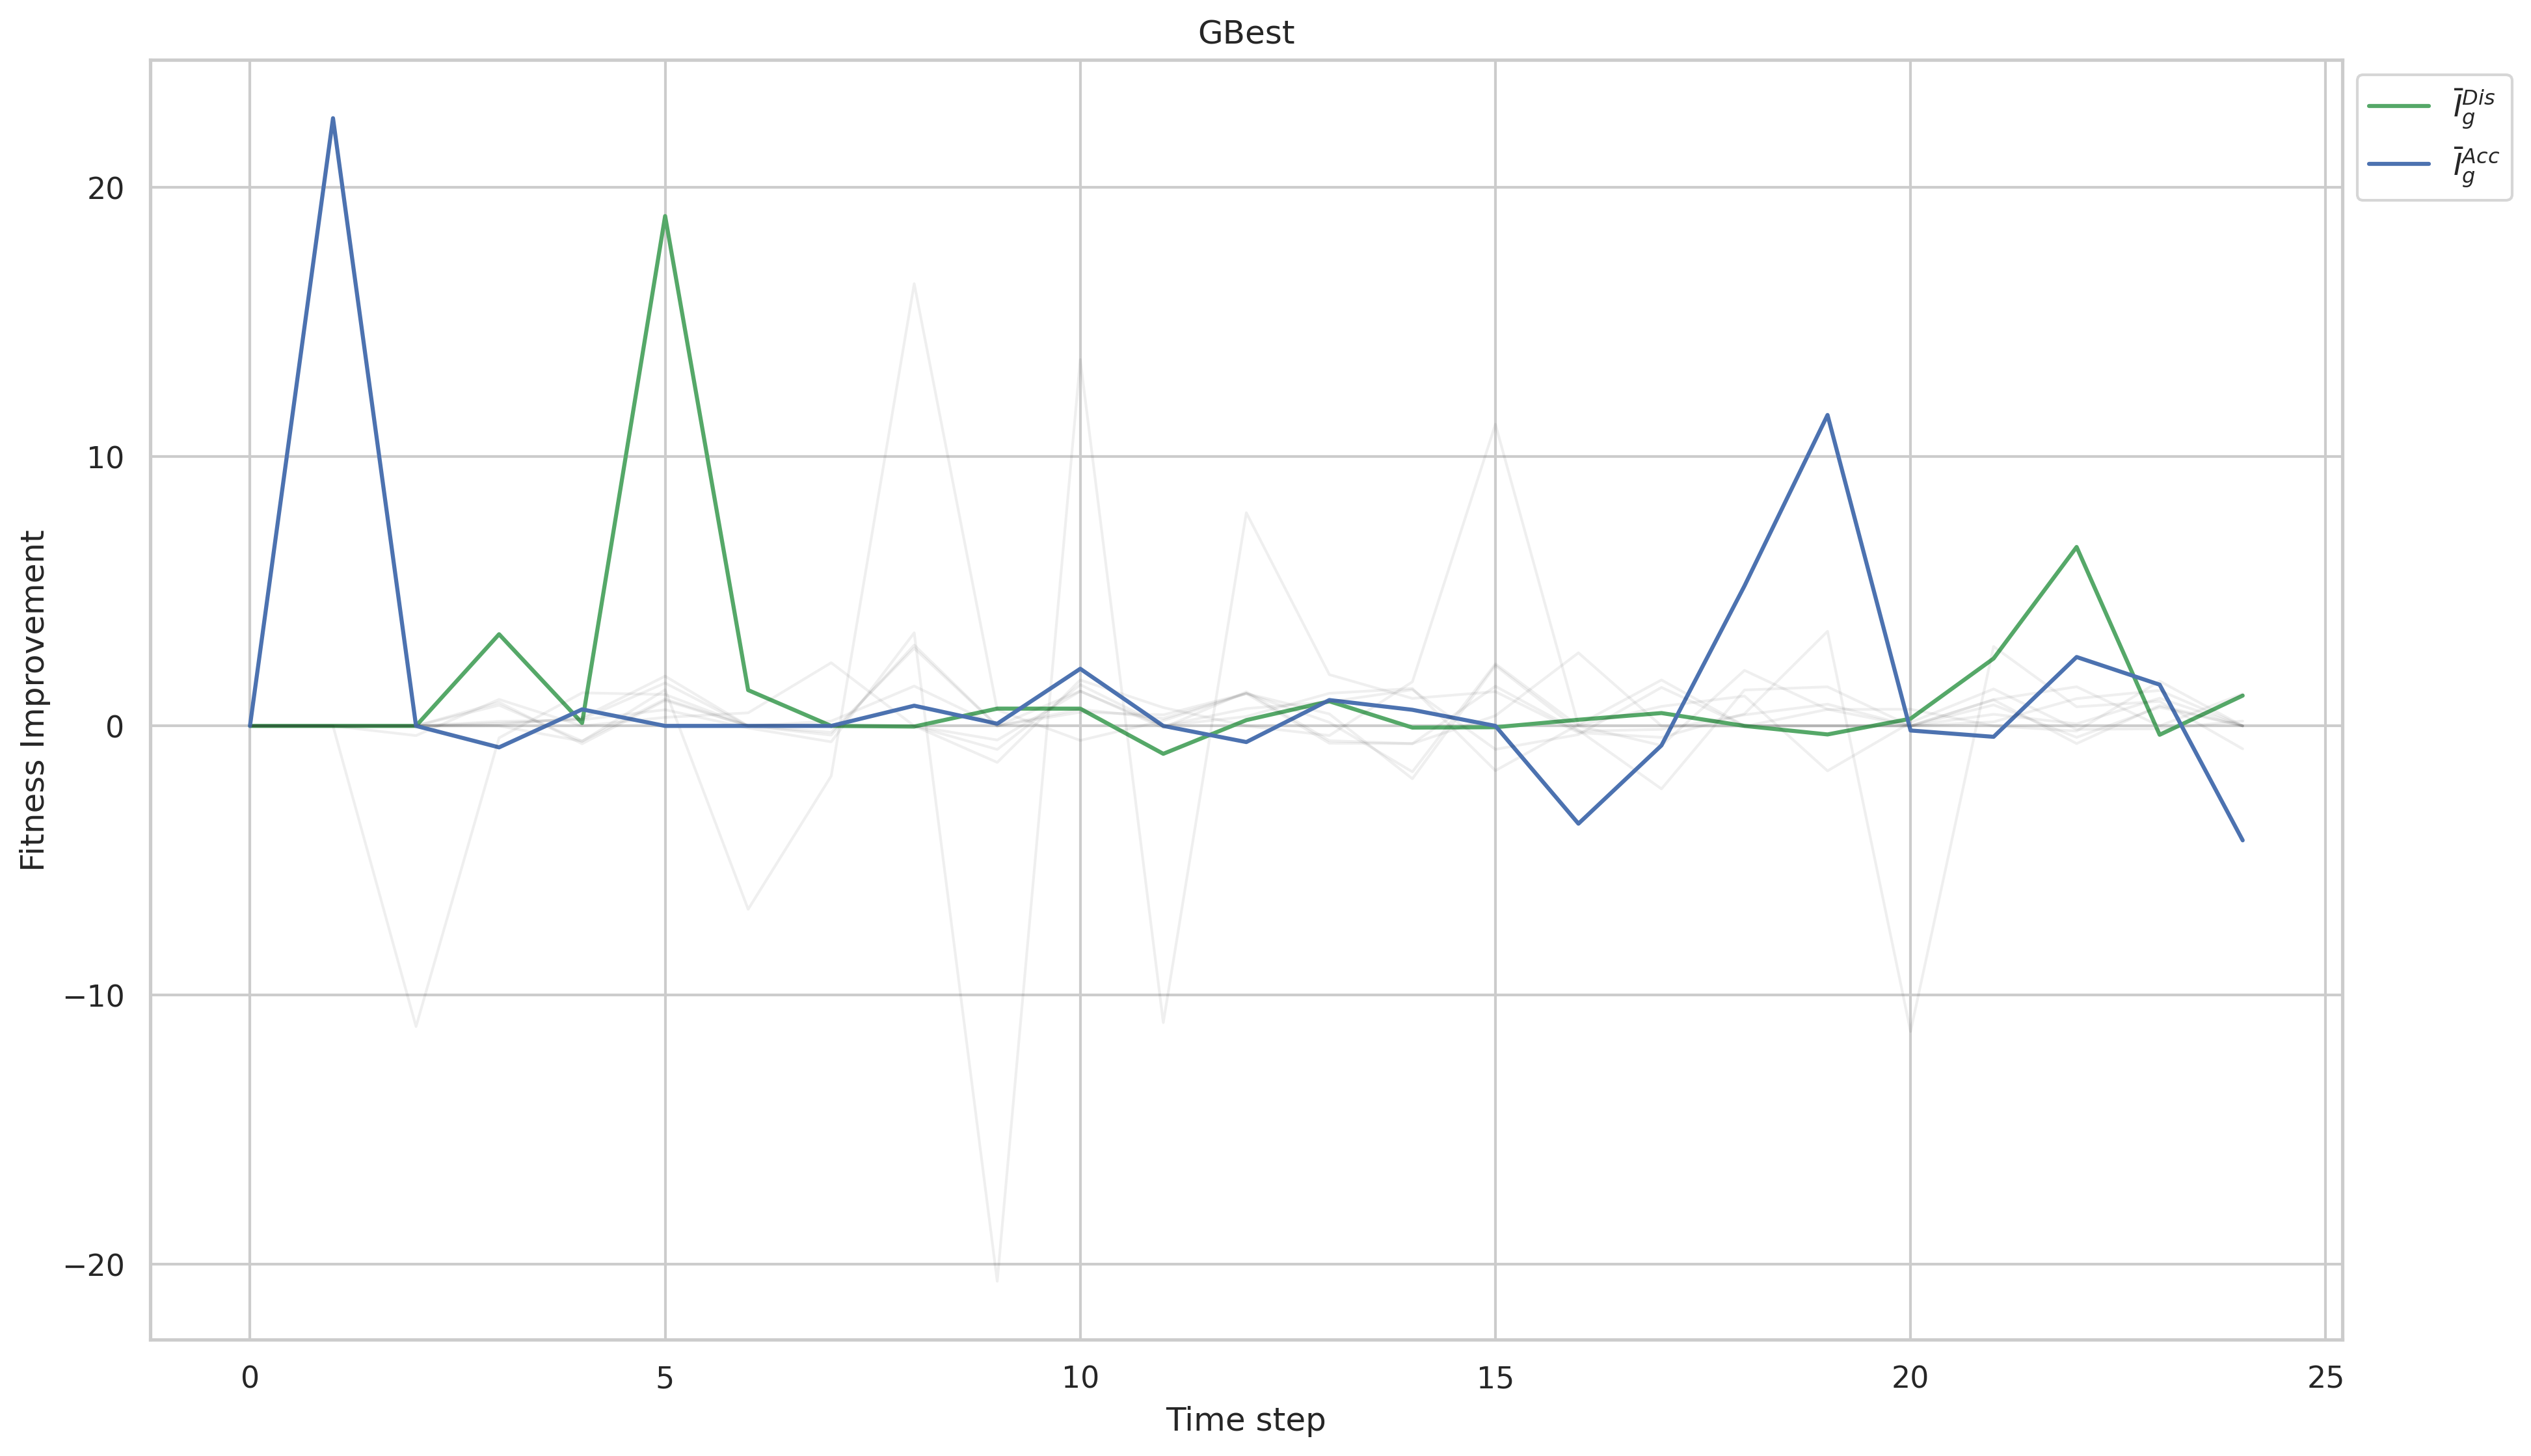 GBest
Fitness Improvement
20
10
0
−10
−20
0 5 10 15 20 25
Time step
Ī_g^Dis
Ī_g^Acc